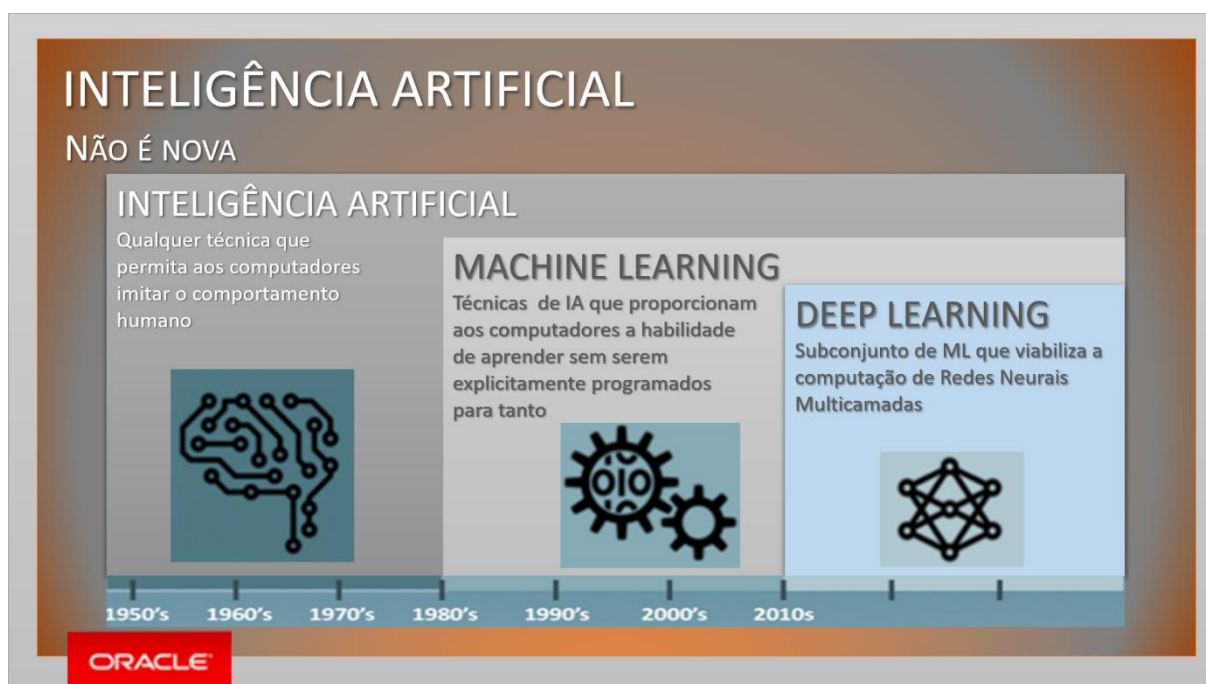 INTELIGÊNCIA ARTIFICIAL
NÃO É NOVA
INTELIGÊNCIA ARTIFICIAL
Qualquer técnica que
permita aos computadores
imitar o comportamento
humano
MACHINE LEARNING
Técnicas de IA que proporcionam
aos computadores a habilidade
de aprender sem serem
explicitamente programados
para tanto
DEEP LEARNING
Subconjunto de ML que viabiliza a
computação de Redes Neurais
Multicamadas
1950's 1960's 1970's 1980's 1990's 2000's 2010s
ORACLE